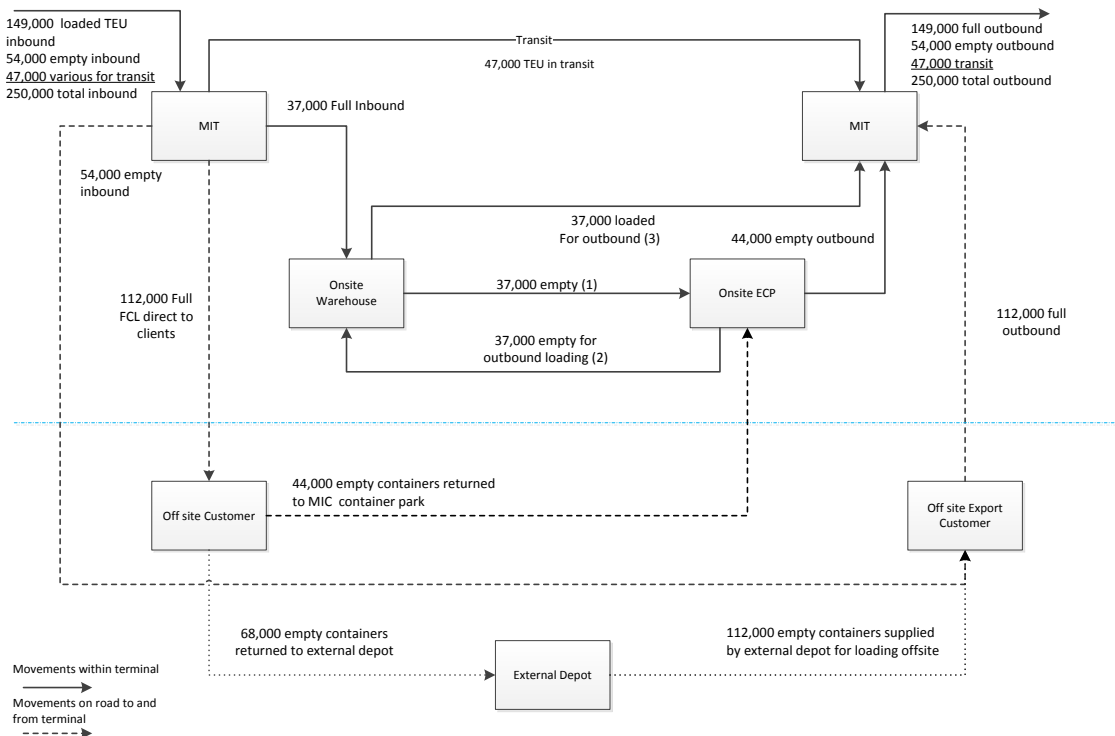 149,000 loaded TEU
inbound
54,000 empty inbound
47,000 various for transit
250,000 total inbound
Transit
47,000 TEU in transit
149,000 full outbound
54,000 empty outbound
47,000 transit
250,000 total outbound
MIT
37,000 Full Inbound
MIT
54,000 empty
inbound
37,000 loaded
For outbound (3)
44,000 empty outbound
Onsite
Warehouse
37,000 empty (1)
Onsite ECP
112,000 Full
FCL direct to
clients
37,000 empty for
outbound loading (2)
112,000 full
outbound
44,000 empty containers returned
to MIC container park
Off site Customer
Off site Export
Customer
68,000 empty containers
returned to external depot
112,000 empty containers supplied
by external depot for loading offsite
External Depot
Movements within terminal
Movements on road to and
from terminal